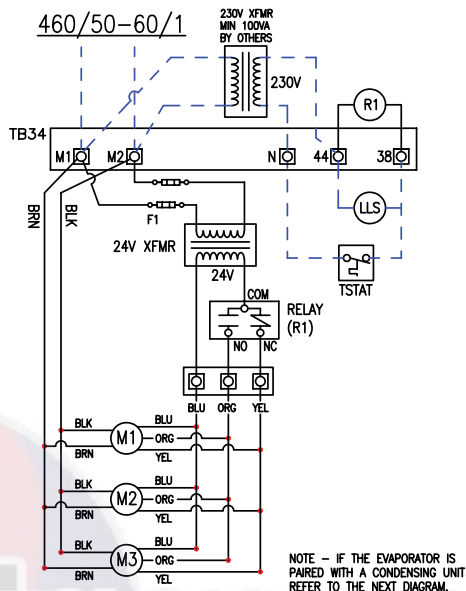 460/50-60/1
230V XFMR
MIN 100VA
BY OTHERS
230V
R1
TB34
M1
M2
N
44
38
BRN
BLK
F1
LLS
24V XFMR
24V
TSTAT
COM
RELAY
(R1)
NO
NC
BLU
ORG
YEL
BLK
M1
BLU
ORG
BRN
YEL
BLK
M2
BLU
ORG
BRN
YEL
BLK
M3
BLU
ORG
BRN
YEL
NOTE - IF THE EVAPORATOR IS
PAIRED WITH A CONDENSING UNIT
REFER TO THE NEXT DIAGRAM.